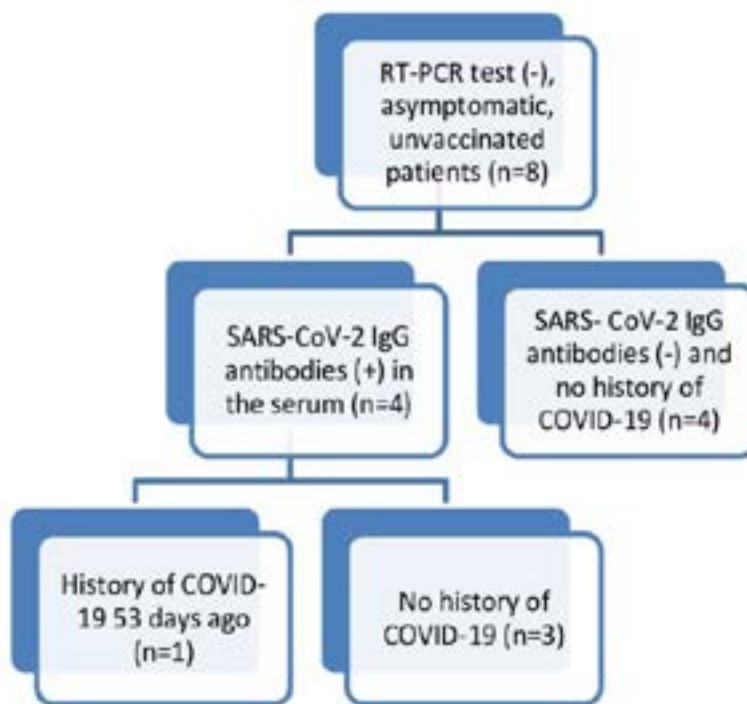 RT-PCR test (-),
asymptomatic,
unvaccinated
patients (n=8)
SARS-CoV-2 IgG
antibodies (+) in
the serum (n=4)
SARS- CoV-2 IgG
antibodies (-) and
no history of
COVID-19 (n=4)
History of COVID-
19 53 days ago
(n=1)
No history of
COVID-19 (n=3)